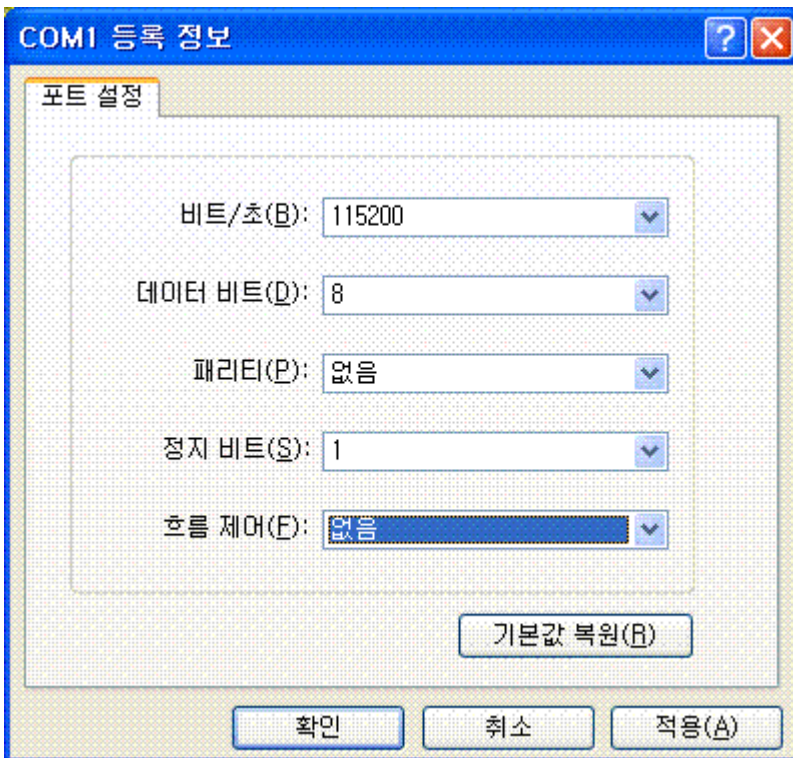 COM1 등록 정보
포트 설정
비트/초(B): 115200
데이터 비트(D): 8
패리티(P): 없음
정지 비트(S): 1
흐름 제어(F): 없음
기본값 복원(R)
확인 취소 적용(A)